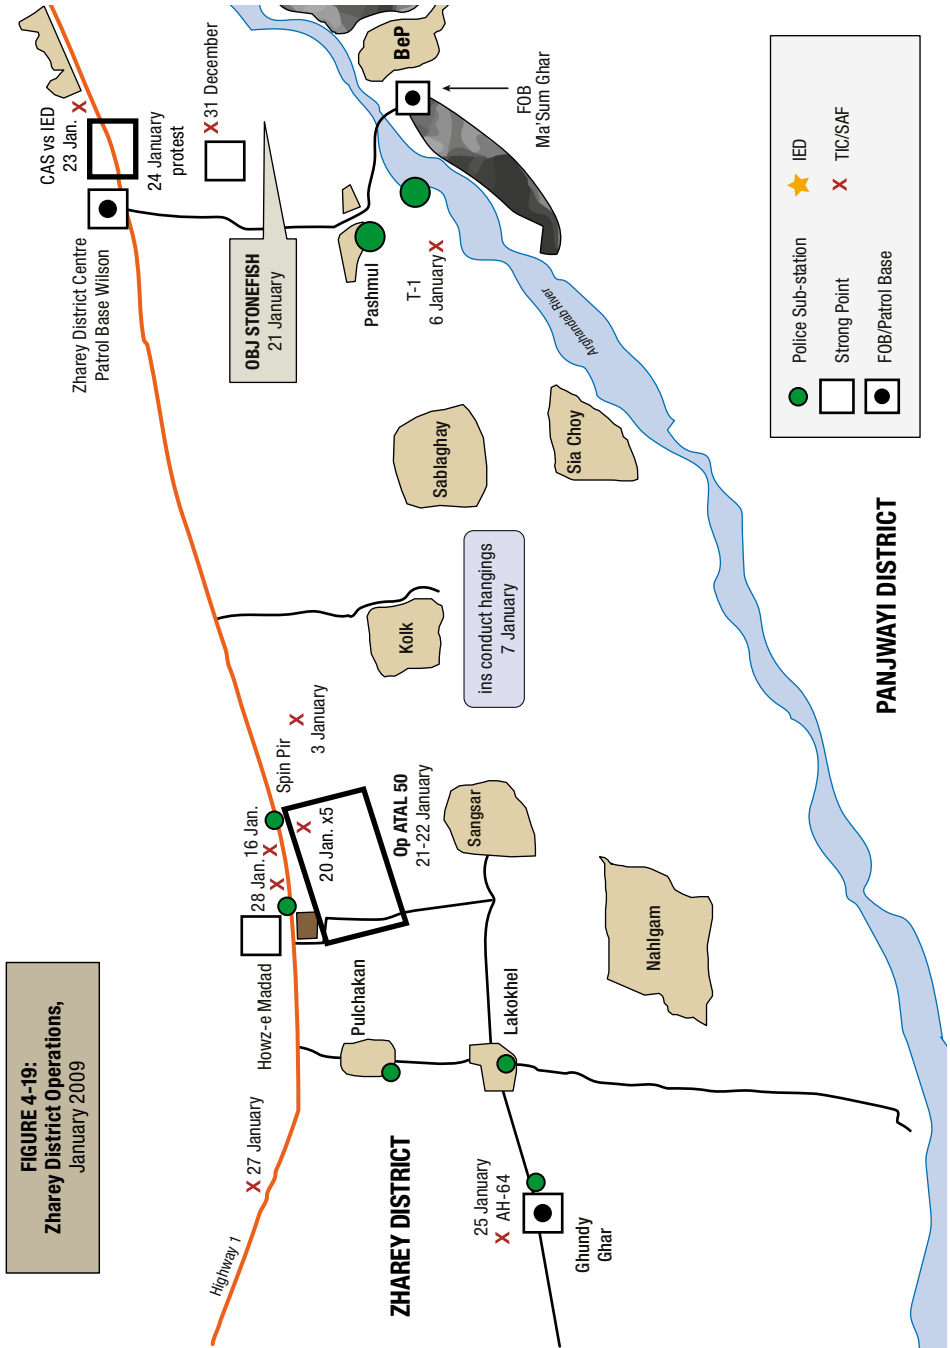 FIGURE 4-19:
Zharey District Operations,
January 2009
Highway 1
X 27 January
Howz-e Madad
28 Jan.
X
16 Jan.
X
Spin Pir
X
3 January
X
20 Jan. x5
Op ATAL 50
21-22 January
Pulchakan
Lakokhel
ZHAREY DISTRICT
25 January
X AH-64
Ghundy
Ghar
Sangsar
Nahlgam
Kolk
ins conduct hangings
7 January
Sablaghay
Sia Choy
Zharey District Centre
Patrol Base Wilson
CAS vs IED
23 Jan. X
24 January
protest
X 31 December
OBJ STONEFISH
21 January
Pashmul
T-1
6 January X
Arghandab River
BeP
FOB
Ma'Sum Ghar
PANJWAYI DISTRICT
Police Sub-station
IED
Strong Point
X TIC/SAF
FOB/Patrol Base